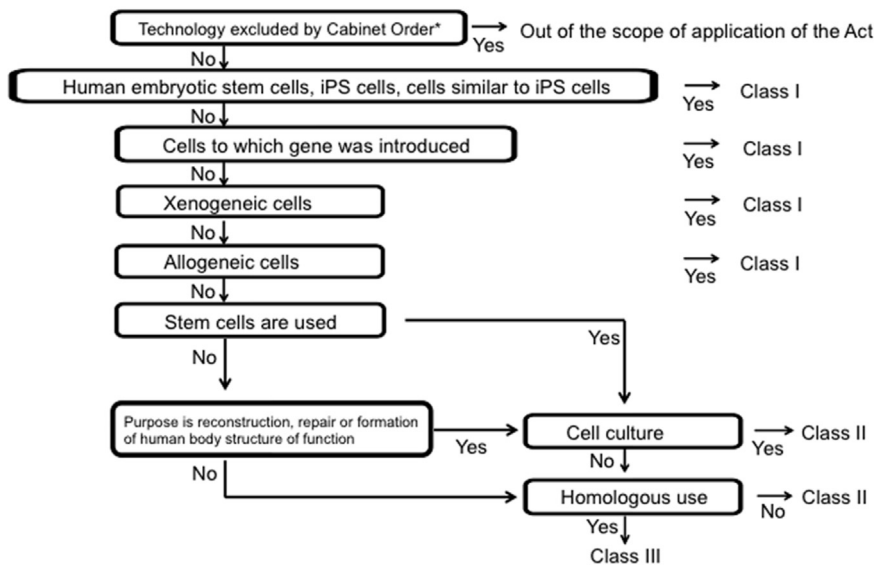 Technology excluded by Cabinet Order*
Yes
Out of the scope of application of the Act
No
Human embryotic stem cells, iPS cells, cells similar to iPS cells
Yes
Class I
No
Cells to which gene was introduced
Yes
Class I
No
Xenogeneic cells
Yes
Class I
No
Allogeneic cells
Yes
Class I
No
Stem cells are used
Yes
No
Purpose is reconstruction, repair or formation
of human body structure of function
Yes
Cell culture
Yes
Class II
No
No
Homologous use
No
Class II
Yes
Class III